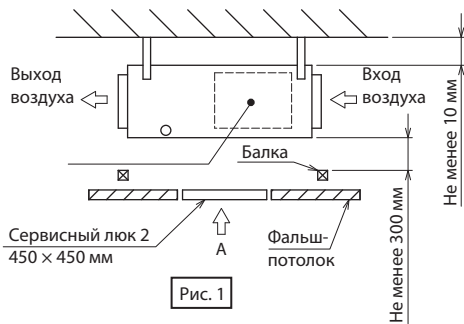 Выход
воздуха
Вход
воздуха
Не менее 10 мм
Балка
Не менее 300 мм
Сервисный люк 2
450 × 450 мм
А
Фальш-
потолок
Рис. 1